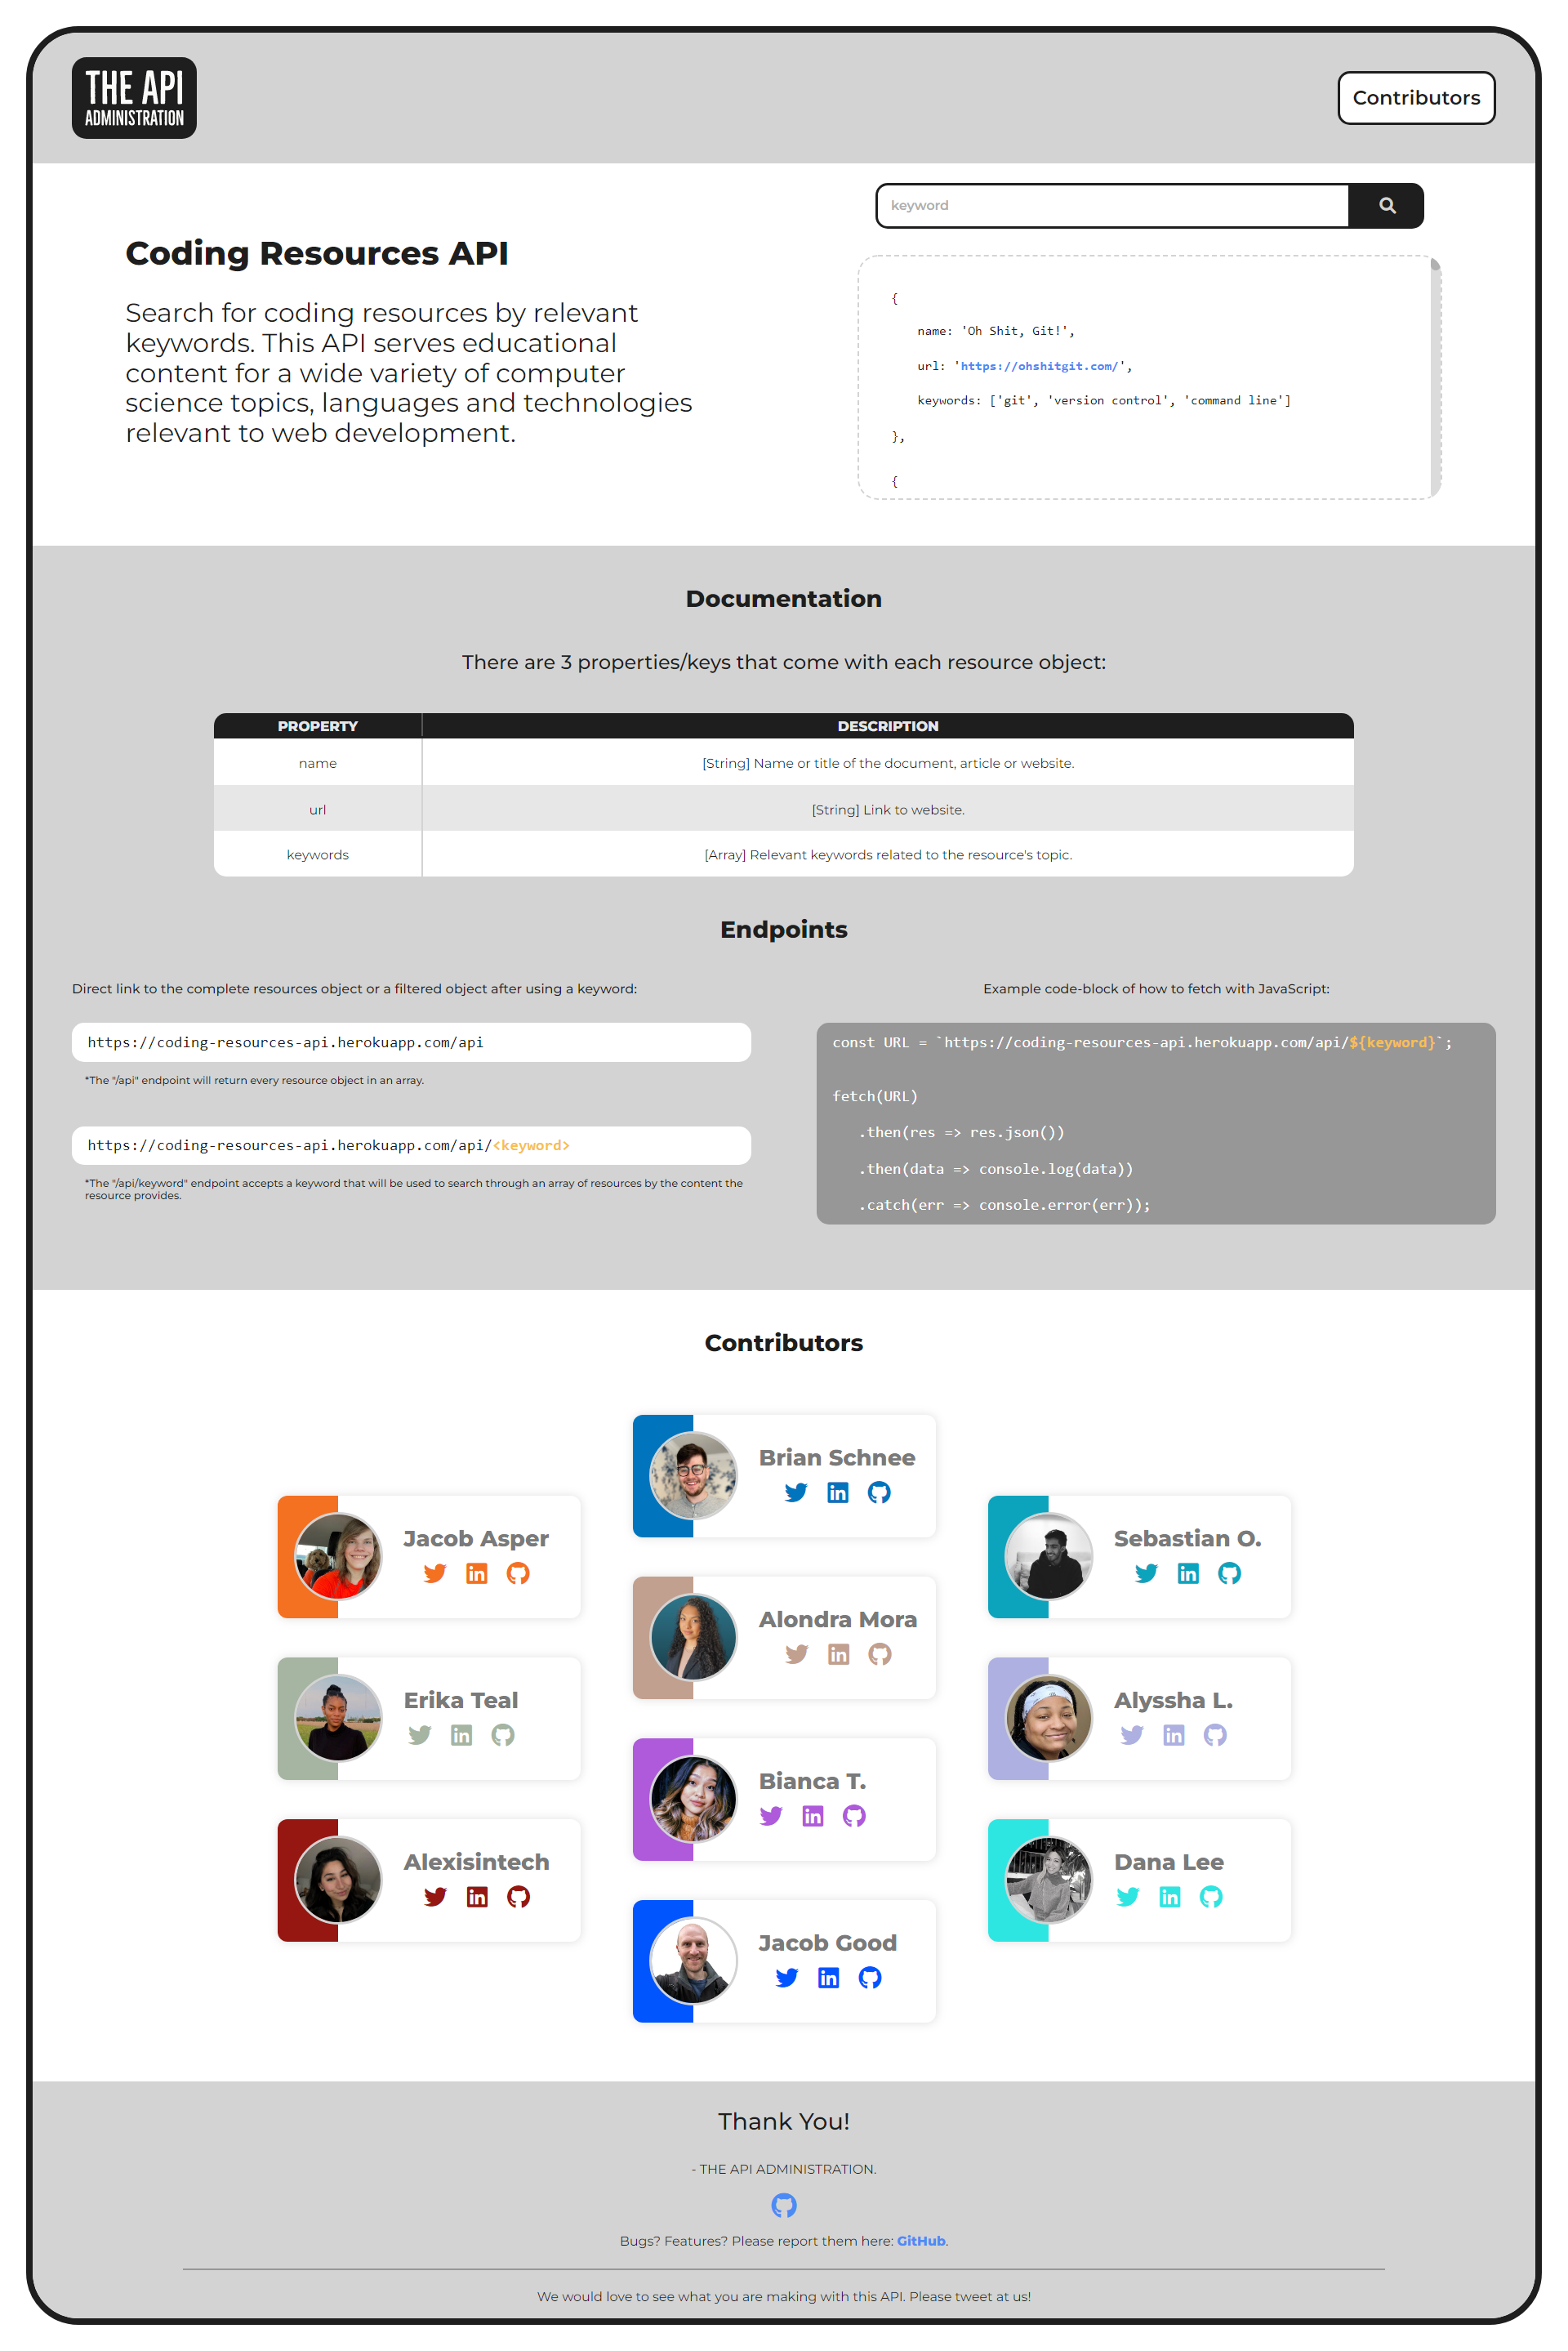 THE API
ADMINISTRATION
Contributors
Coding Resources API
Search for coding resources by relevant
keywords. This API serves educational
content for a wide variety of computer
science topics, languages and technologies
relevant to web development.
keyword
{
name: 'Oh Shit, Git!',
url: 'https://ohshitgit.com/',
keywords: ['git', 'version control', 'command line']
},
{
Documentation
There are 3 properties/keys that come with each resource object:
PROPERTY DESCRIPTION
name [String] Name or title of the document, article or website.
url [String] Link to website.
keywords [Array] Relevant keywords related to the resource's topic.
Endpoints
Direct link to the complete resources object or a filtered object after using a keyword:
https://coding-resources-api.herokuapp.com/api
*The "/api" endpoint will return every resource object in an array.
https://coding-resources-api.herokuapp.com/api/<keyword>
*The "/api/keyword" endpoint accepts a keyword that will be used to search through an array of resources by the content the
resource provides.
Example code-block of how to fetch with JavaScript:
const URL = `https://coding-resources-api.herokuapp.com/api/${keyword}`;
fetch(URL)
.then(res => res.json())
.then(data => console.log(data))
.catch(err => console.error(err));
Contributors
Jacob Asper
Erika Teal
Alexisintech
Brian Schnee
Alondra Mora
Bianca T.
Jacob Good
Sebastian O.
Alyssha L.
Dana Lee
Thank You!
- THE API ADMINISTRATION.
Bugs? Features? Please report them here: GitHub.
We would love to see what you are making with this API. Please tweet at us!